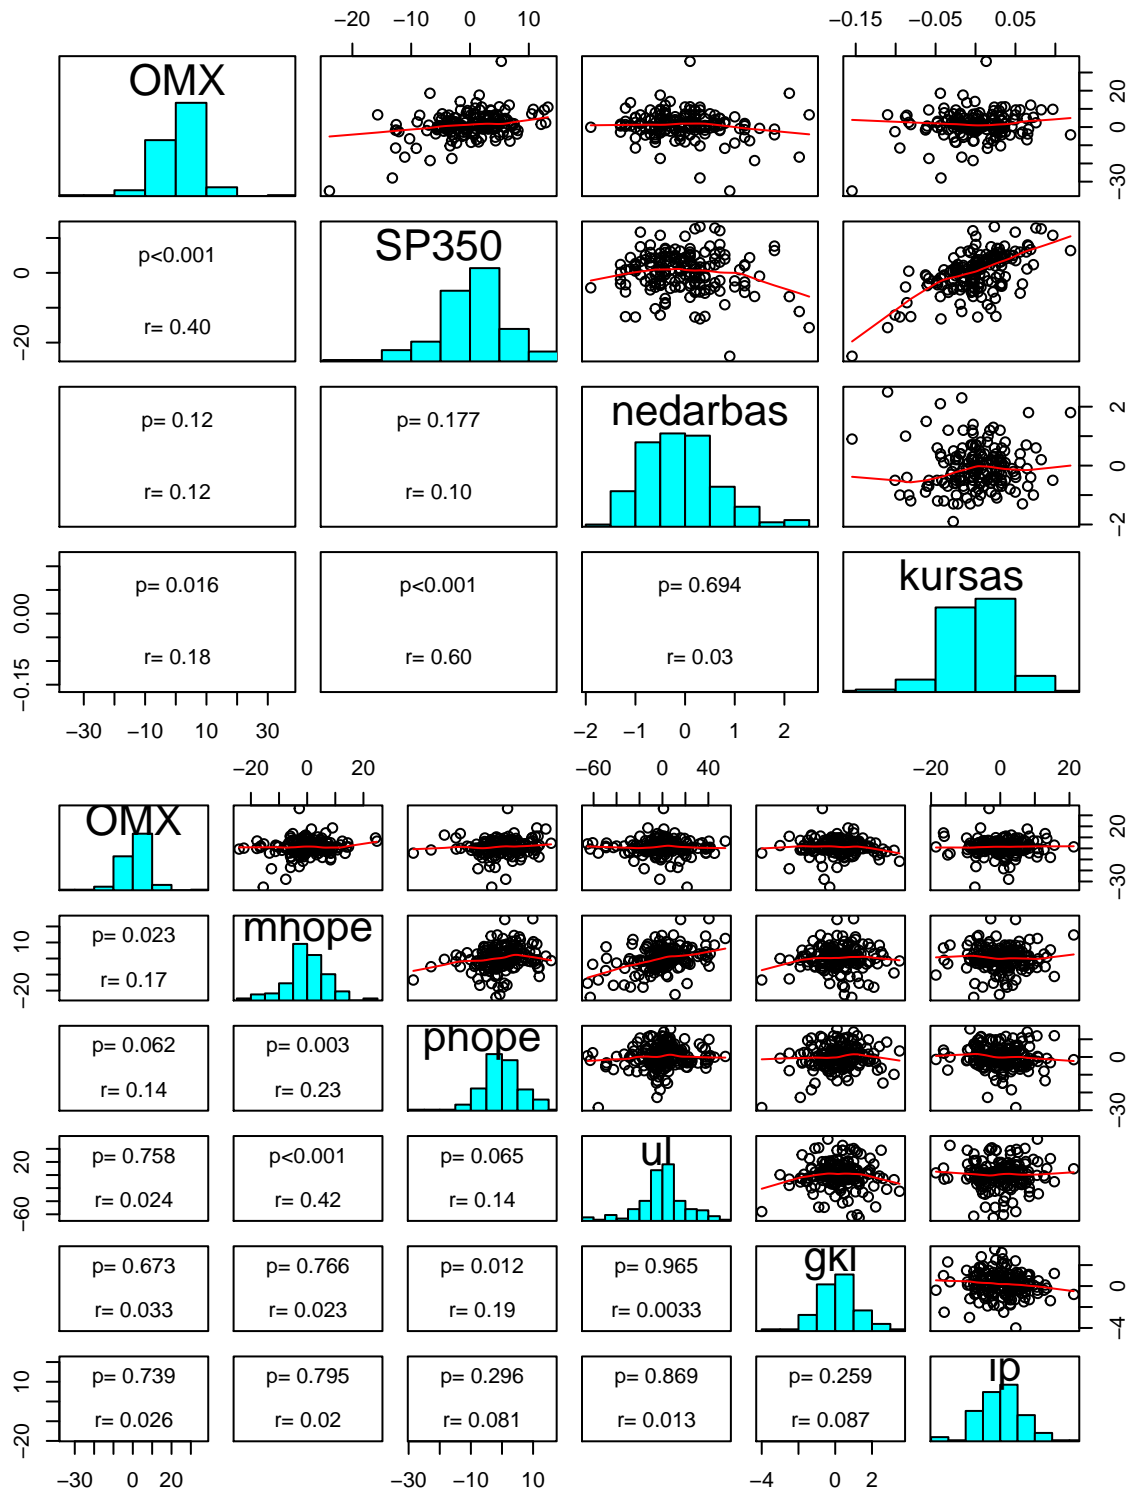 −20 −10 0 10 −0.15 −0.05 0.05
OMX
20
0
−30
SP350
0
−20
p<0.001
r= 0.40
nedarbas
p= 0.12
r= 0.12
p= 0.177
r= 0.10
2
0
−2
kursas
0.00
−0.15
p= 0.016
r= 0.18
p<0.001
r= 0.60
p= 0.694
r= 0.03
−30 −10 10 30 −2 −1 0 1 2
−20 0 20 −60 0 40 −20 0 20
OMX
20
−30
mhope
10
−20
p= 0.023
r= 0.17
phope
p= 0.062
r= 0.14
p= 0.003
r= 0.23
0
−30
ul
20
−60
p= 0.758
r= 0.024
p<0.001
r= 0.42
p= 0.065
r= 0.14
gkl
p= 0.673
r= 0.033
p= 0.766
r= 0.023
p= 0.012
r= 0.19
p= 0.965
r= 0.0033
0
−4
ip
10
−20
p= 0.739
r= 0.026
p= 0.795
r= 0.02
p= 0.296
r= 0.081
p= 0.869
r= 0.013
p= 0.259
r= 0.087
−30 0 20 −30 0 10 −4 0 2